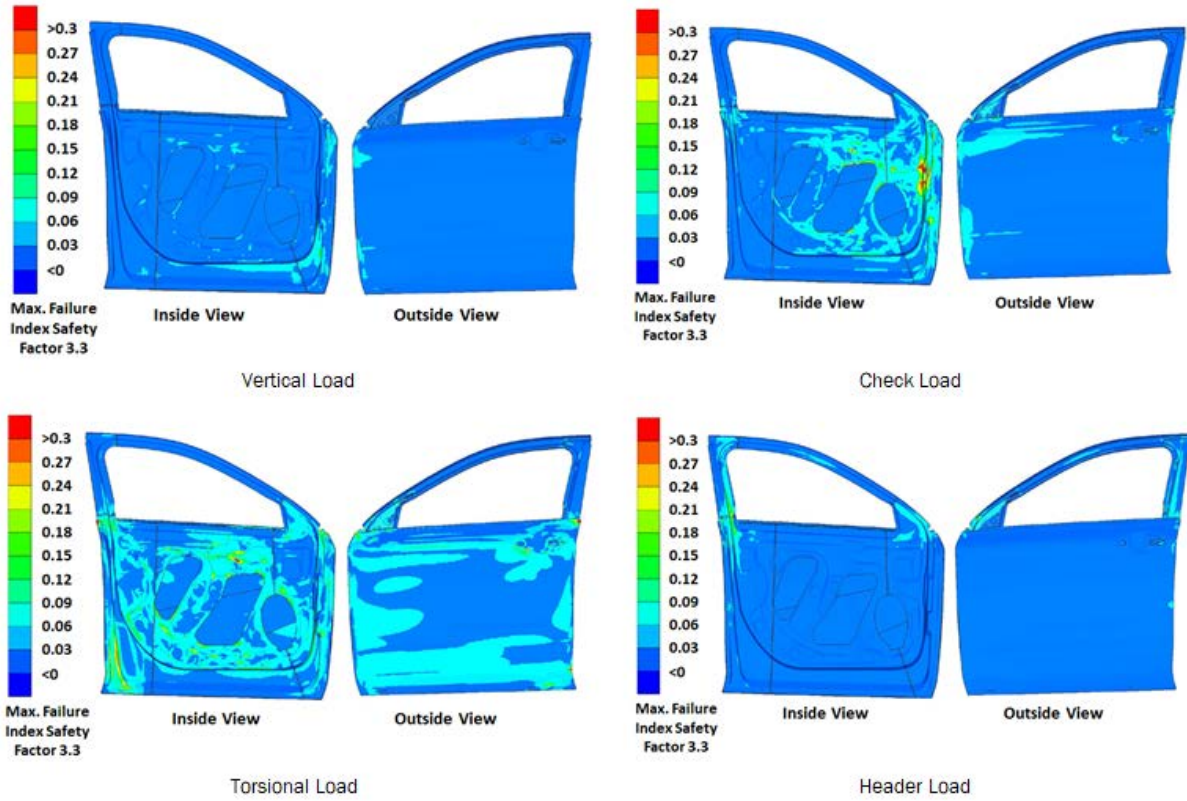 >0.3
0.27
0.24
0.21
0.18
0.15
0.12
0.09
0.06
0.03
<0
Max. Failure
Index Safety
Factor 3.3
Inside View
Outside View
Vertical Load
>0.3
0.27
0.24
0.21
0.18
0.15
0.12
0.09
0.06
0.03
<0
Max. Failure
Index Safety
Factor 3.3
Inside View
Outside View
Check Load
>0.3
0.27
0.24
0.21
0.18
0.15
0.12
0.09
0.06
0.03
<0
Max. Failure
Index Safety
Factor 3.3
Inside View
Outside View
Torsional Load
>0.3
0.27
0.24
0.21
0.18
0.15
0.12
0.09
0.06
0.03
<0
Max. Failure
Index Safety
Factor 3.3
Inside View
Outside View
Header Load